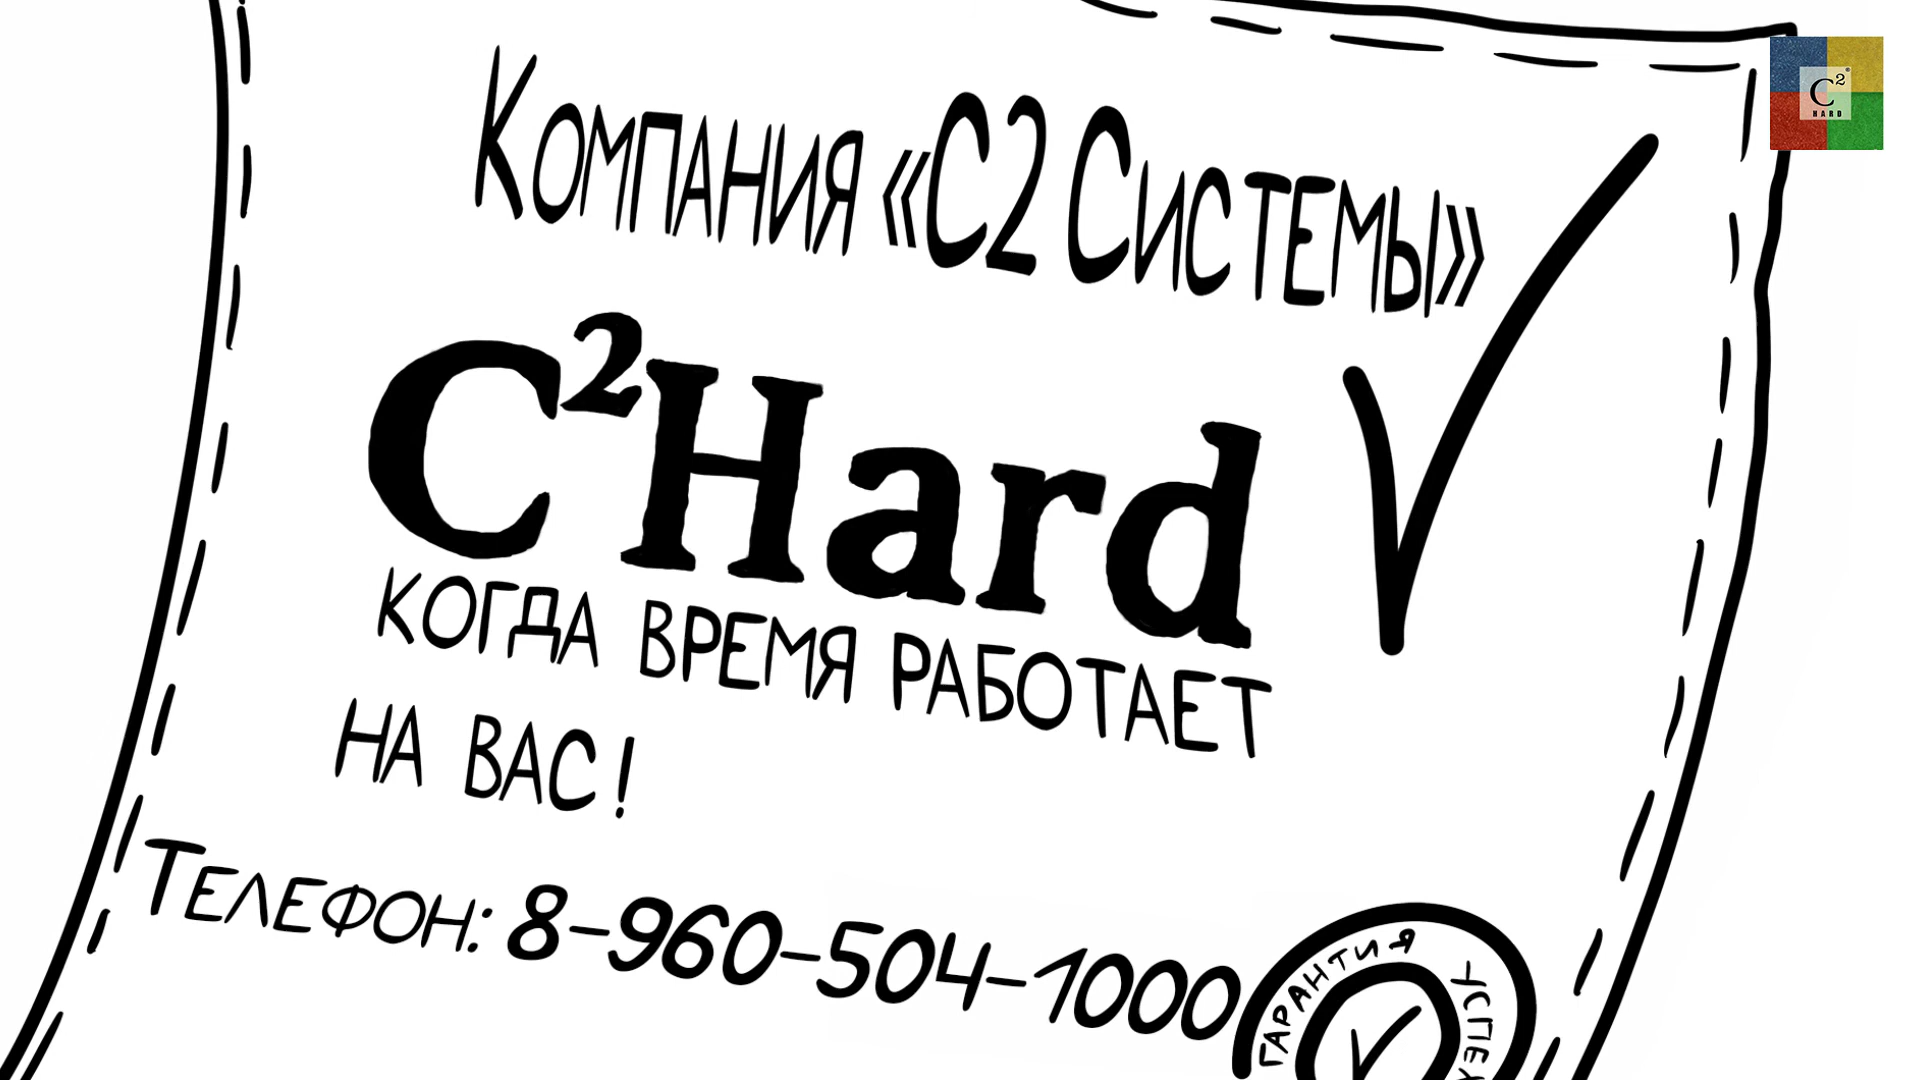 Компания «С2 Системы»
C²Hard
КОГДА ВРЕМЯ РАБОТАЕТ
НА ВАС!
Телефон: 8-960-504-1000
ГАРАНТИЯ
C²
HARD